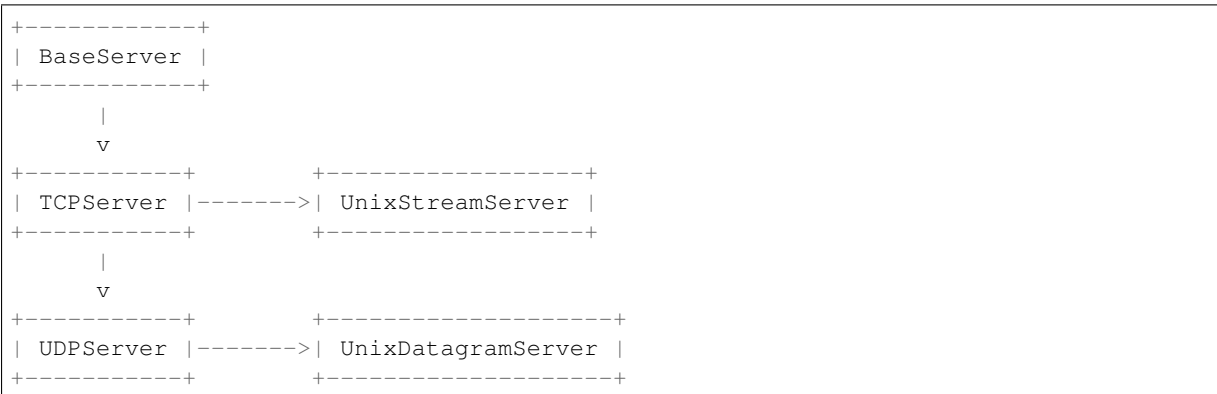 +------------+
| BaseServer |
+------------+
      |
      v
+-----------+        +------------------+
| TCPServer |------->| UnixStreamServer |
+-----------+        +------------------+
      |
      v
+-----------+        +--------------------+
| UDPServer |------->| UnixDatagramServer |
+-----------+        +--------------------+